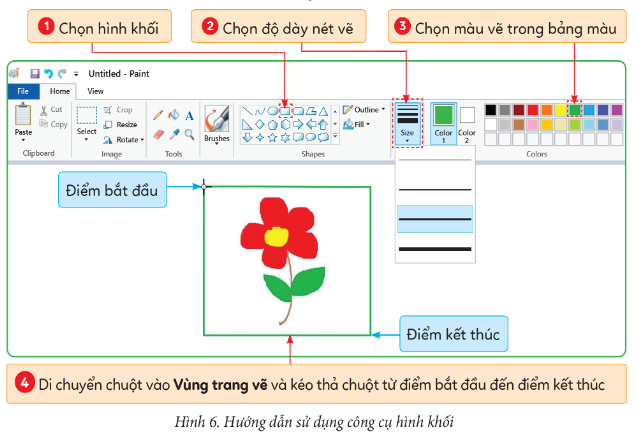 1 Chọn hình khối
2 Chọn độ dày nét vẽ
3 Chọn màu vẽ trong bảng màu
Untitled - Paint
File Home View
Paste
Cut
Copy
Clipboard
Select
Crop
Resize
Rotate
Image
Tools
Brushes
Shapes
Outline
Fill
Size
Color 1
Color 2
Colors
Điểm bắt đầu
Điểm kết thúc
4 Di chuyển chuột vào Vùng trang vẽ và kéo thả chuột từ điểm bắt đầu đến điểm kết thúc
Hình 6. Hướng dẫn sử dụng công cụ hình khối